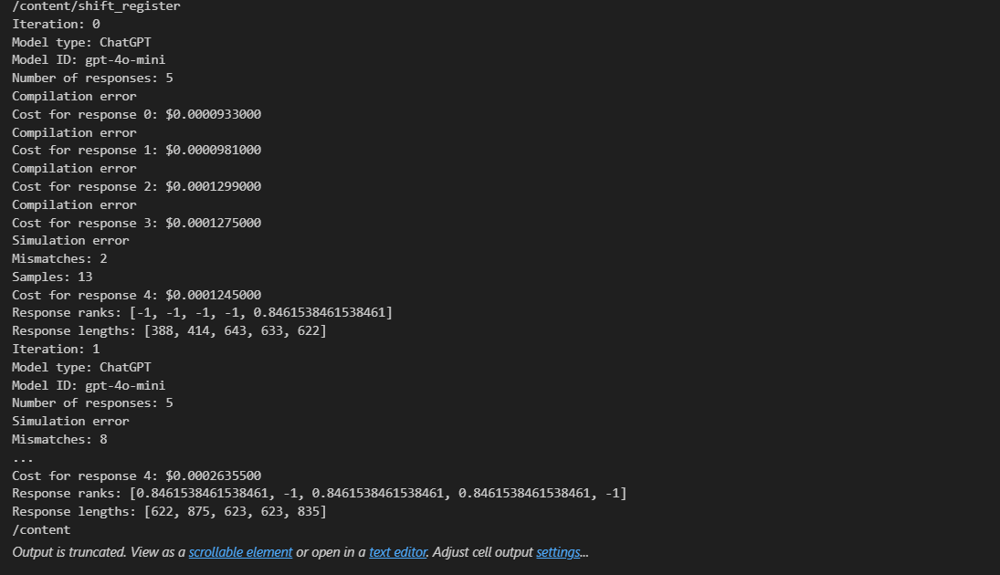 /content/shift_register
Iteration: 0
Model type: ChatGPT
Model ID: gpt-4o-mini
Number of responses: 5
Compilation error
Cost for response 0: $0.0000933000
Compilation error
Cost for response 1: $0.0000981000
Compilation error
Cost for response 2: $0.0001299000
Compilation error
Cost for response 3: $0.0001275000
Simulation error
Mismatches: 2
Samples: 13
Cost for response 4: $0.0001245000
Response ranks: [-1, -1, -1, -1, 0.8461538461538461]
Response lengths: [388, 414, 643, 633, 622]
Iteration: 1
Model type: ChatGPT
Model ID: gpt-4o-mini
Number of responses: 5
Simulation error
Mismatches: 8
...
Cost for response 4: $0.0002635500
Response ranks: [0.8461538461538461, -1, 0.8461538461538461, 0.8461538461538461, -1]
Response lengths: [622, 875, 623, 623, 835]
/content
Output is truncated. View as a scrollable element or open in a text editor. Adjust cell output settings...